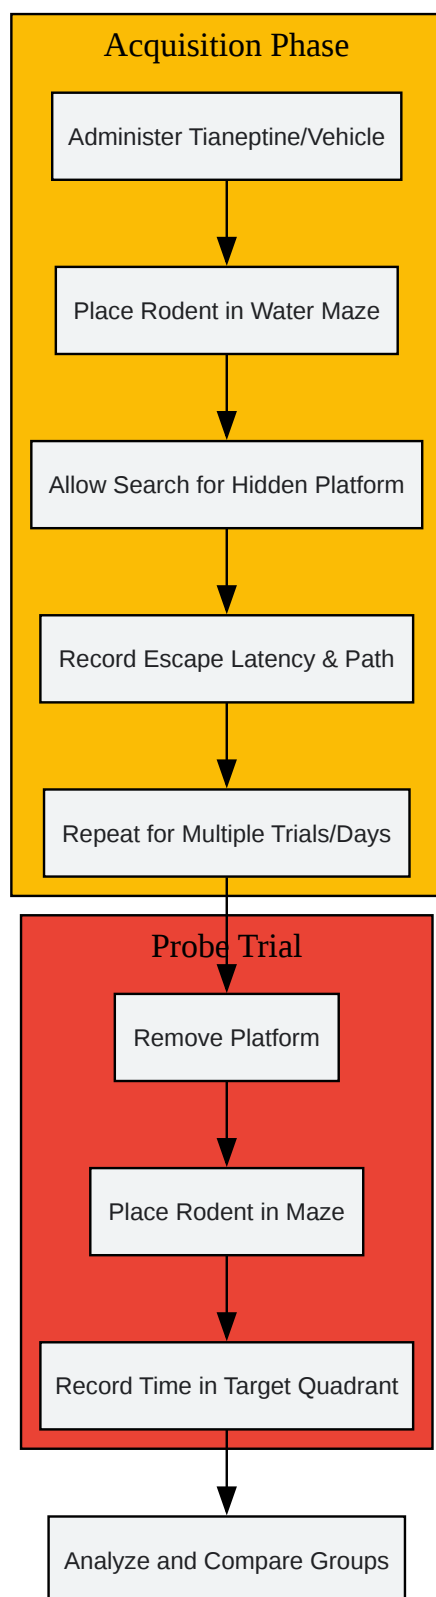 Acquisition Phase
Administer Tianeptine/Vehicle
Place Rodent in Water Maze
Allow Search for Hidden Platform
Record Escape Latency & Path
Repeat for Multiple Trials/Days
Probe Trial
Remove Platform
Place Rodent in Maze
Record Time in Target Quadrant
Analyze and Compare Groups